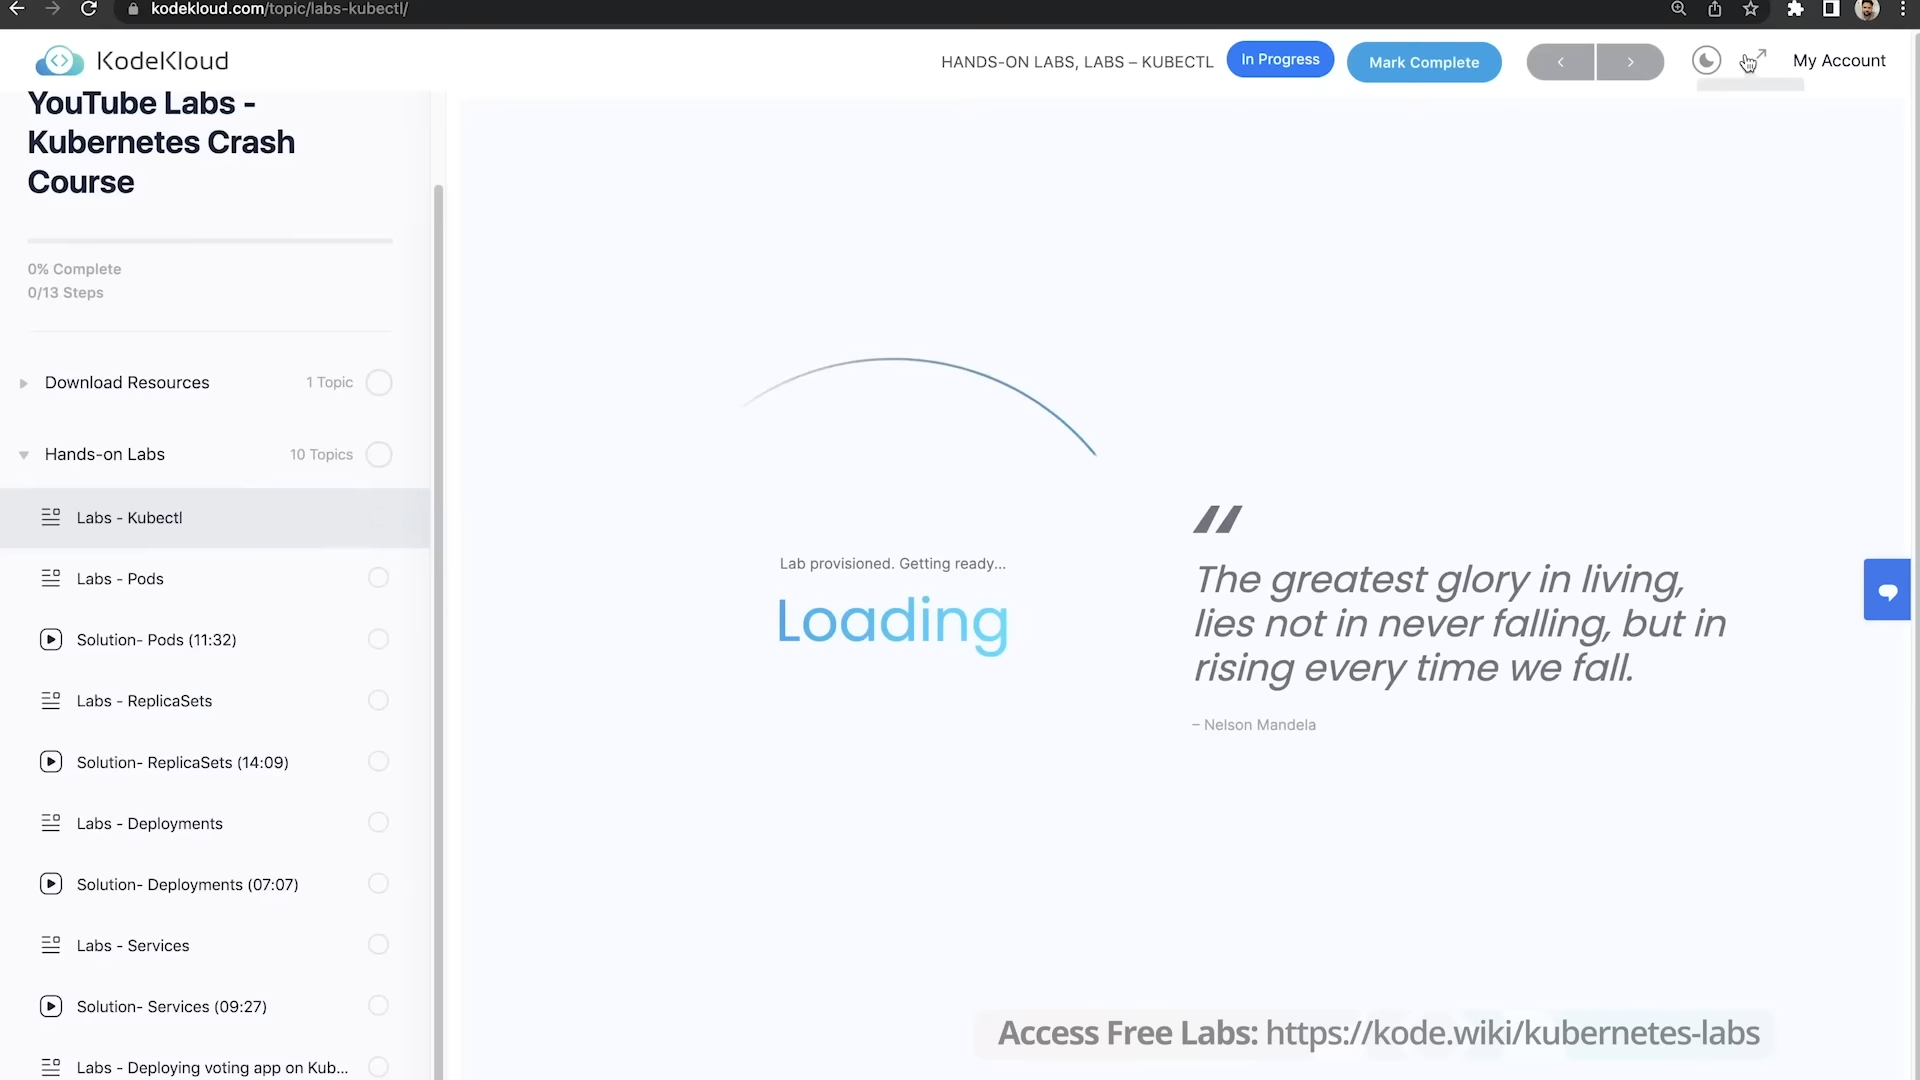 kodekloud.com/topic/labs-kubectl/
KodeKloud
HANDS-ON LABS, LABS – KUBECTL
In Progress
Mark Complete
My Account
YouTube Labs -
Kubernetes Crash
Course
0% Complete
0/13 Steps
Download Resources
1 Topic
Hands-on Labs
10 Topics
Labs - Kubectl
Labs - Pods
Solution- Pods (11:32)
Labs - ReplicaSets
Solution- ReplicaSets (14:09)
Labs - Deployments
Solution- Deployments (07:07)
Labs - Services
Solution- Services (09:27)
Labs - Deploying voting app on Kub...
Lab provisioned. Getting ready...
Loading
“
The greatest glory in living,
lies not in never falling, but in
rising every time we fall.
– Nelson Mandela
Access Free Labs: https://kode.wiki/kubernetes-labs